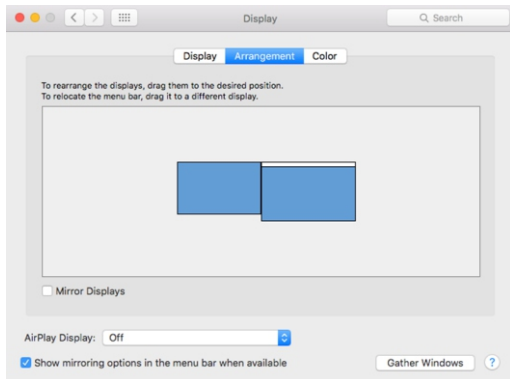 Display
Search
Display Arrangement Color
To rearrange the displays, drag them to the desired position.
To relocate the menu bar, drag it to a different display.
Mirror Displays
AirPlay Display: Off
Show mirroring options in the menu bar when available
Gather Windows ?